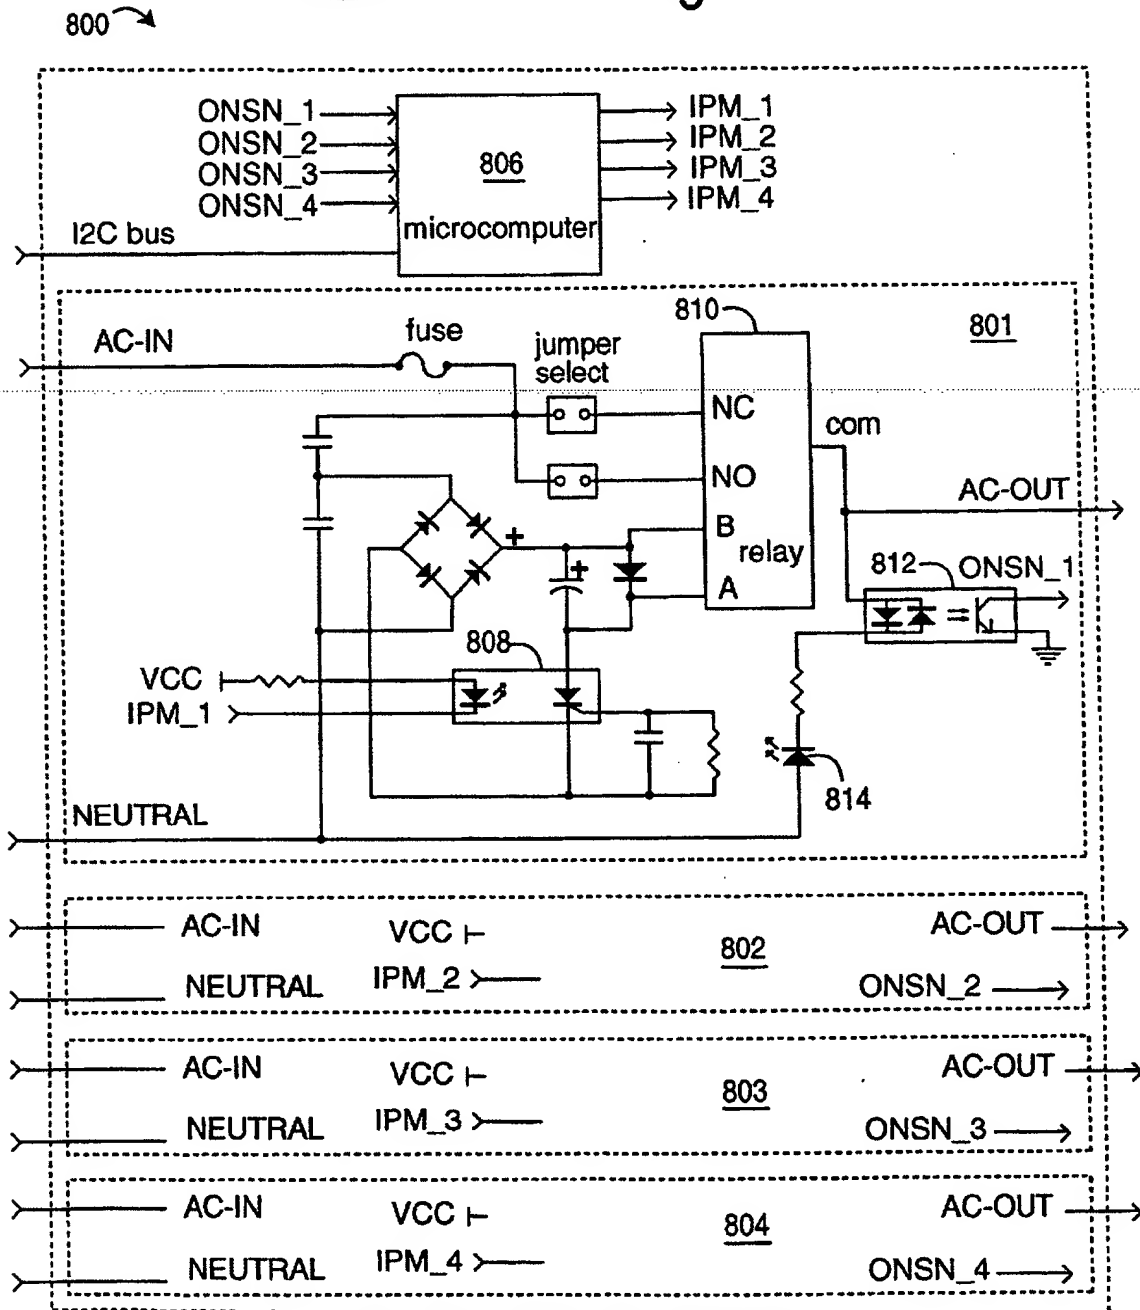 800
ONSN_1
ONSN_2
ONSN_3
ONSN_4
806
microcomputer
IPM_1
IPM_2
IPM_3
IPM_4
I2C bus
801
AC-IN
fuse
jumper
select
810
NC
NO
B
relay
A
com
AC-OUT
812
ONSN_1
+
+
808
VCC
IPM_1
814
NEUTRAL
AC-IN
VCC
802
AC-OUT
NEUTRAL
IPM_2
ONSN_2
AC-IN
VCC
803
AC-OUT
NEUTRAL
IPM_3
ONSN_3
AC-IN
VCC
804
AC-OUT
NEUTRAL
IPM_4
ONSN_4